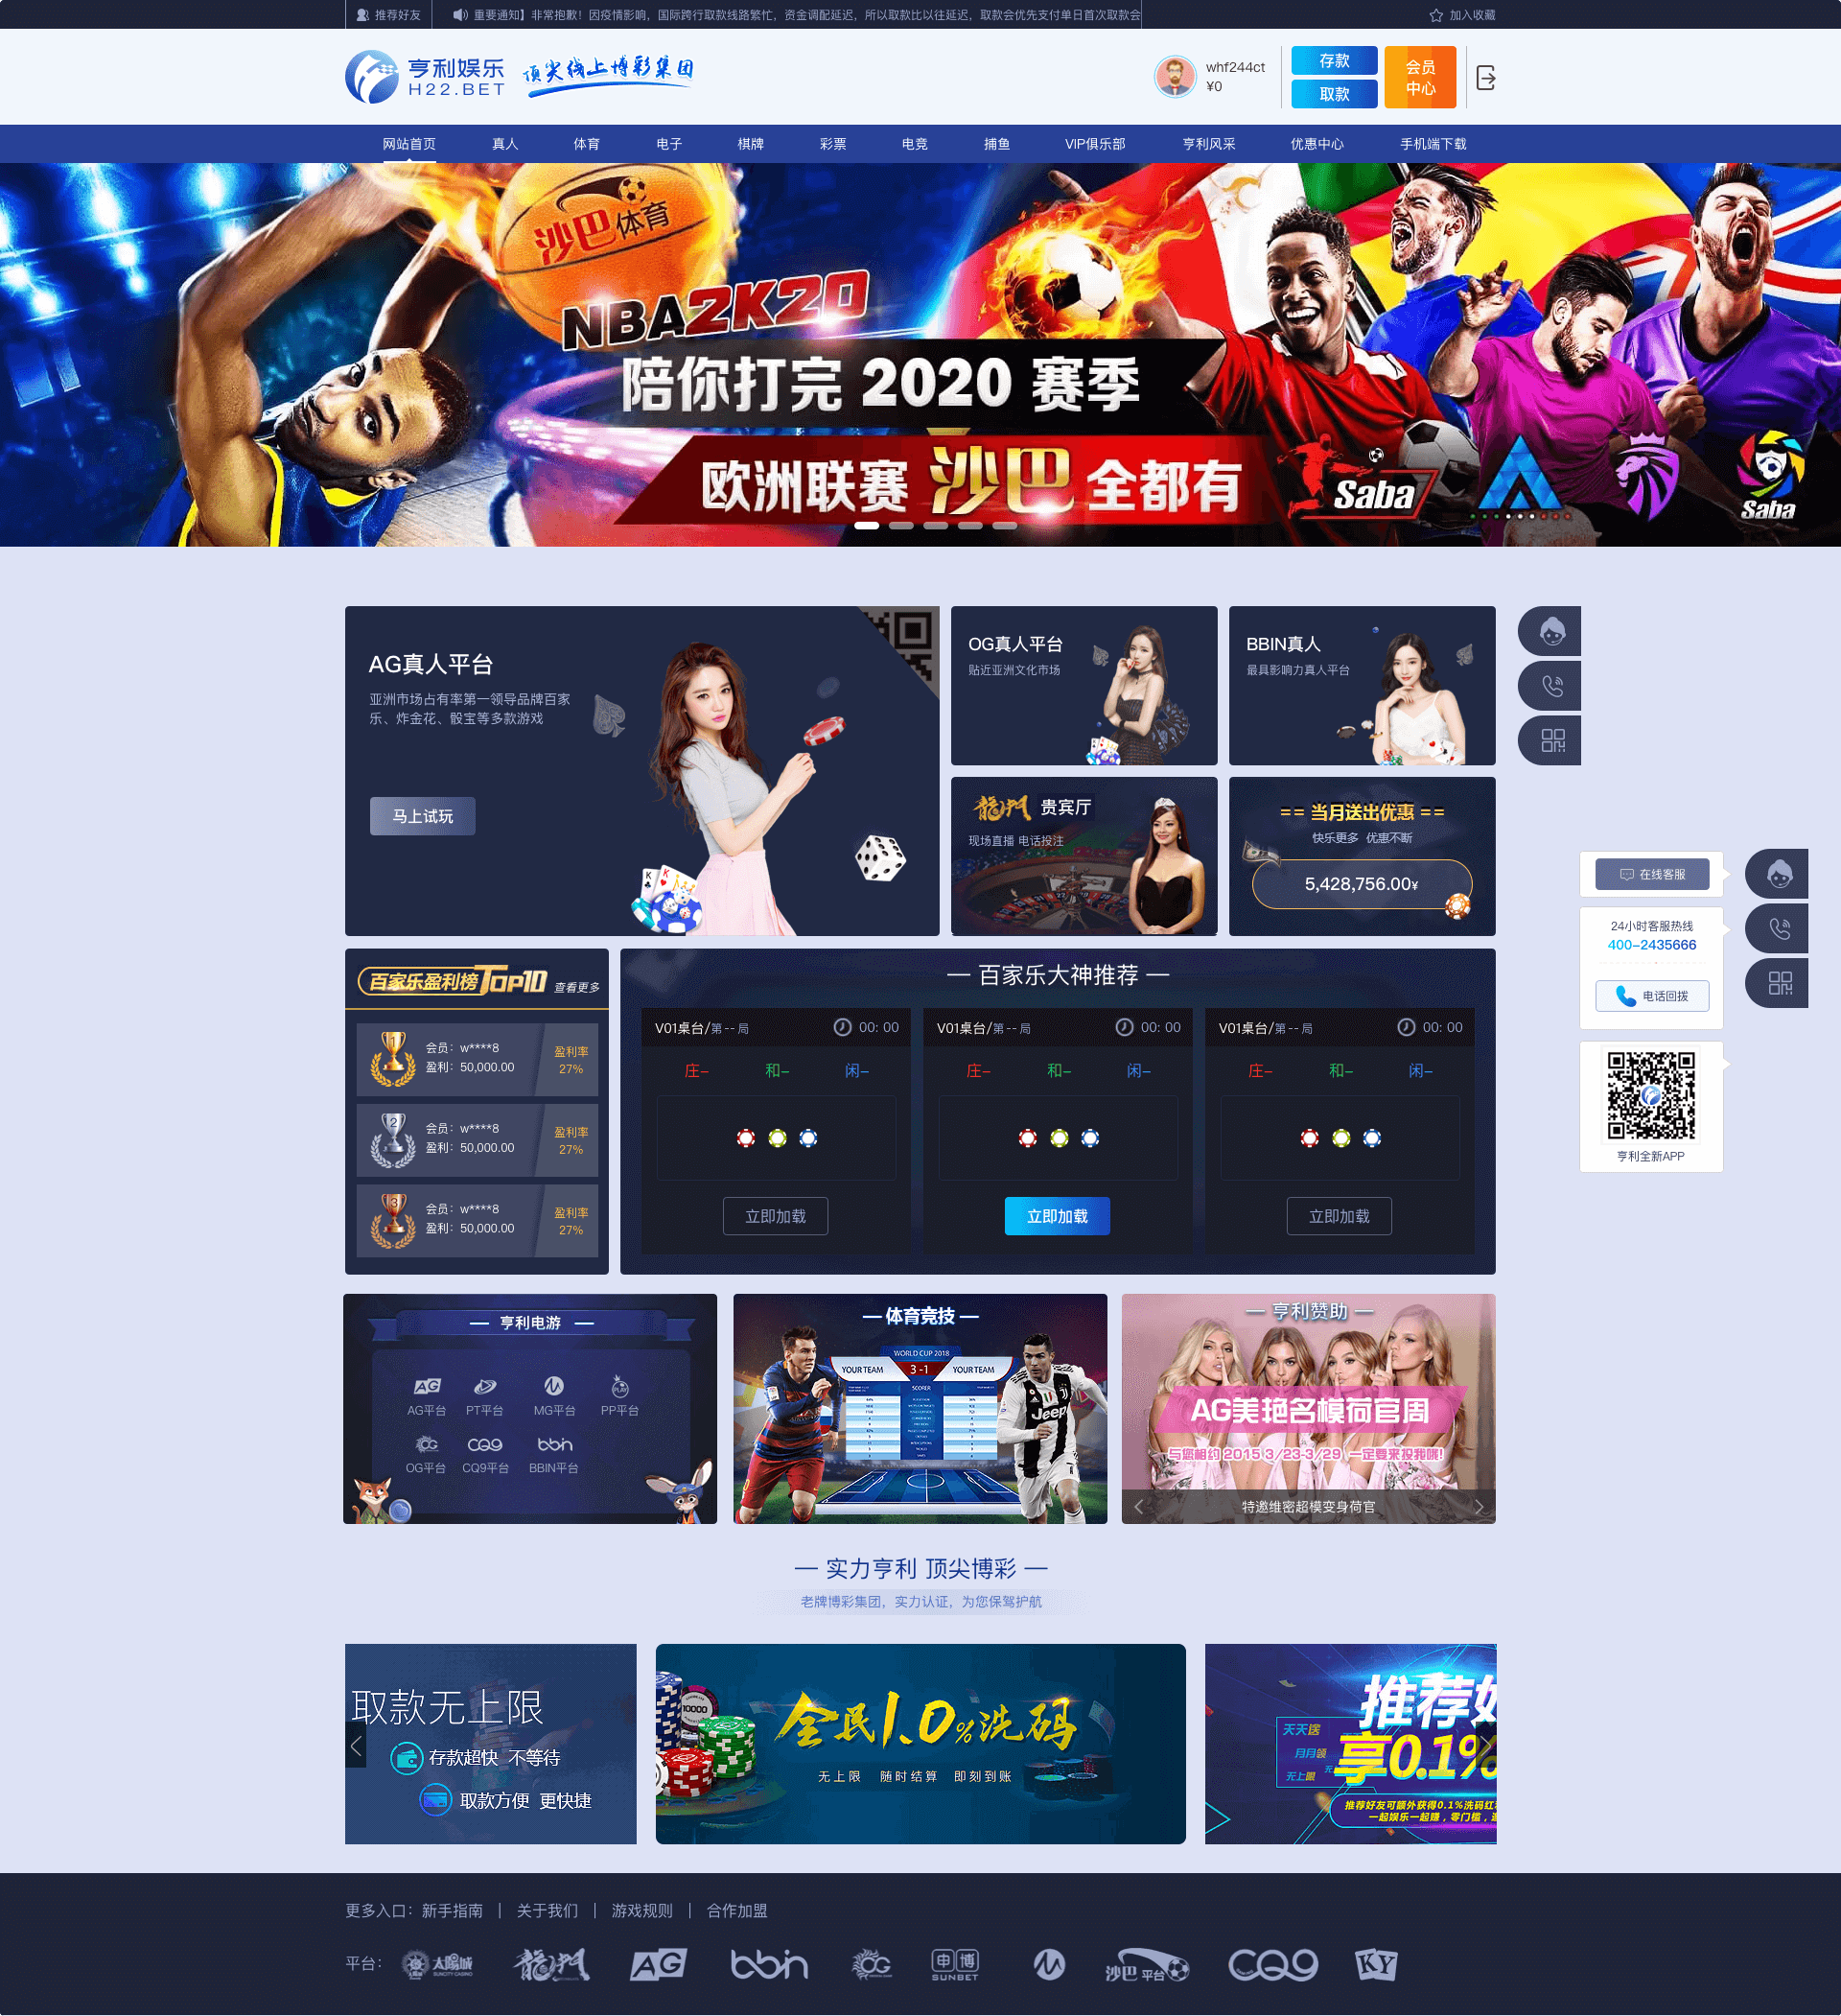 推荐好友
重要通知】非常抱歉！因疫情影响，国际跨行取款线路繁忙，资金调配延迟，所以取款比以往延迟，取款会优先支付单日首次取款会
加入收藏
亨利娱乐
H22.BET
顶尖线上博彩集团
whf244ct
¥0
存款
取款
会员
中心
网站首页 真人 体育 电子 棋牌 彩票 电竞 捕鱼 VIP俱乐部 亨利风采 优惠中心 手机端下载
沙巴体育
NBA2K20
陪你打完 2020 赛季
欧洲联赛 沙巴 全都有
Saba
Saba
AG真人平台
亚洲市场占有率第一领导品牌百家
乐、炸金花、骰宝等多款游戏
马上试玩
OG真人平台
贴近亚洲文化市场
BBIN真人
最具影响力真人平台
龍門 贵宾厅
现场直播 电话投注
== 当月送出优惠 ==
快乐更多 优惠不断
5,428,756.00¥
在线客服
24小时客服热线
400-2435666
电话回拨
亨利全新APP
百家乐盈利榜TOP10 查看更多
1
会员：w****8
盈利：50,000.00
盈利率
27%
2
会员：w****8
盈利：50,000.00
盈利率
27%
3
会员：w****8
盈利：50,000.00
盈利率
27%
— 百家乐大神推荐 —
V01桌台/第 -- 局 00: 00
庄- 和- 闲-
立即加载
V01桌台/第 -- 局 00: 00
庄- 和- 闲-
立即加载
V01桌台/第 -- 局 00: 00
庄- 和- 闲-
立即加载
— 亨利电游 —
AG平台 PT平台 MG平台 PP平台
OG平台 CQ9平台 BBIN平台
— 体育竞技 —
WORLD CUP 2018
YOUR TEAM 3 - 1 YOUR TEAM
Jeep
— 亨利赞助 —
AG美艳名模荷官周
与您相约 2015 3/23-3/29 一定要来投我哦!
特邀维密超模变身荷官
— 实力亨利 顶尖博彩 —
老牌博彩集团，实力认证，为您保驾护航
取款无上限
存款超快 不等待
取款方便 更快捷
全民1.0%洗码
无上限 随时结算 即刻到账
推荐好
享0.1%
天天送
月月领
无上限
推荐好友可额外获得0.1%洗码红
一起娱乐一起赚，零门槛，
更多入口：新手指南 | 关于我们 | 游戏规则 | 合作加盟
平台：
太陽城
SUNCITY CASINO
龍門
AG
bbin
OG
申博
SUNBET
沙巴平台
CQ9
KY